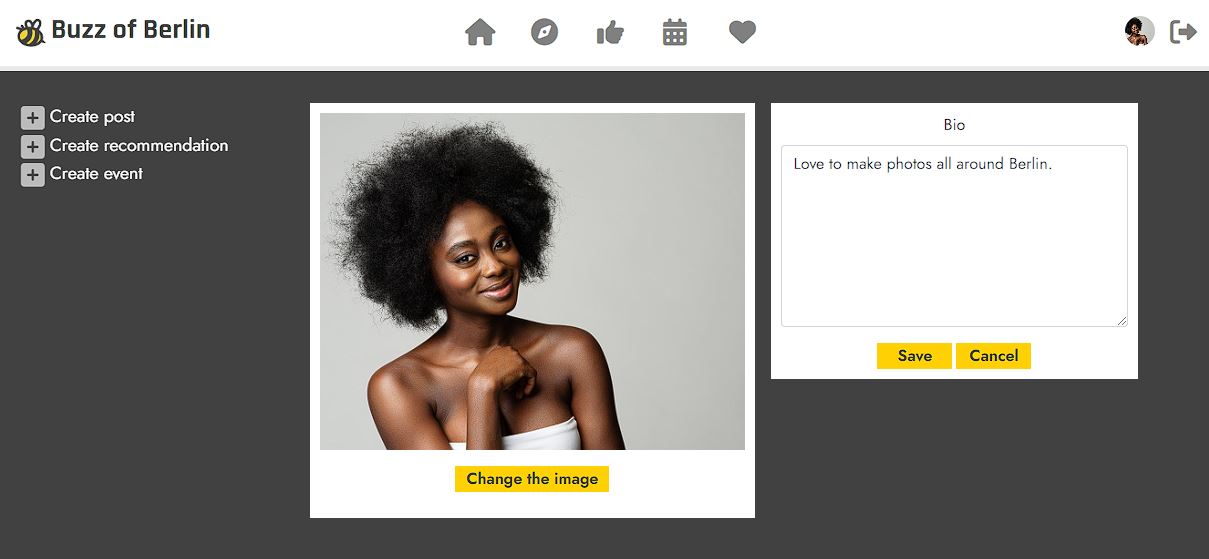 Buzz of Berlin
Create post
Create recommendation
Create event
Change the image
Bio
Love to make photos all around Berlin.
Save
Cancel